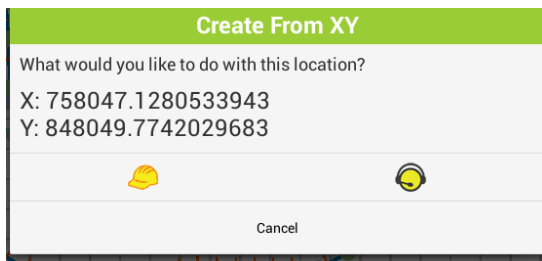 Create From XY
What would you like to do with this location?
X: 758047.1280533943
Y: 848049.7742029683
Cancel